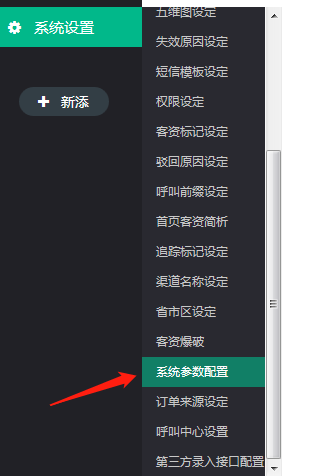 系统设置
新添
五维图设定
失效原因设定
短信模板设定
权限设定
客资标记设定
驳回原因设定
呼叫前缀设定
首页客资简析
追踪标记设定
渠道名称设定
省市区设定
客资爆破
系统参数配置
订单来源设定
呼叫中心设置
第三方录入接口配置